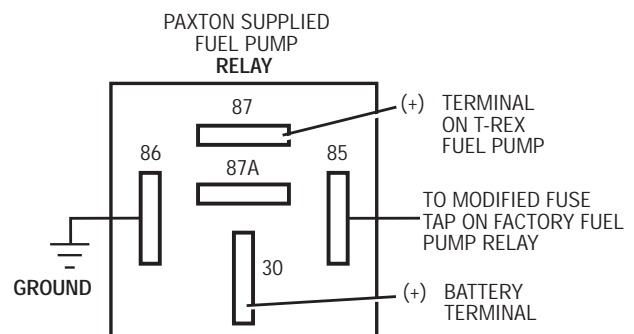 PAXTON SUPPLIED
FUEL PUMP
RELAY
87
(+) TERMINAL
ON T-REX
FUEL PUMP
86
87A
85
TO MODIFIED FUSE
TAP ON FACTORY FUEL
PUMP RELAY
30
GROUND
(+) BATTERY
TERMINAL